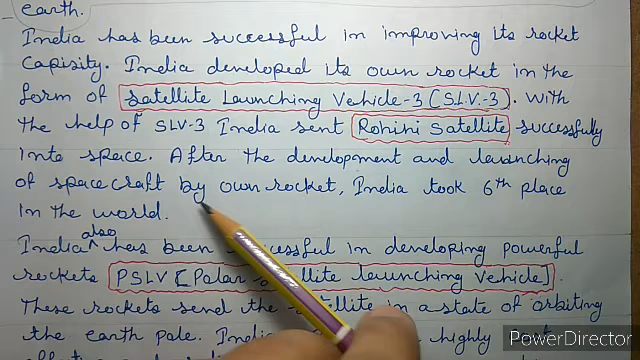 earth.
India has been successful in improving its rocket
Capisity. India developed its own rocket in the
form of Satellite Launching Vehicle-3 (SLV-3). With
the help of SLV-3 India sent Rohini Satellite successfully
into space. After the development and launching
of spacecraft by own rocket, India took 6th place
in the world.
India also has been successful in developing powerful
rockets PSLV [Polar Satellite launching Vehicle]
These rockets send the satellite in a state of orbiting
the earth pole. India highly
PowerDirector